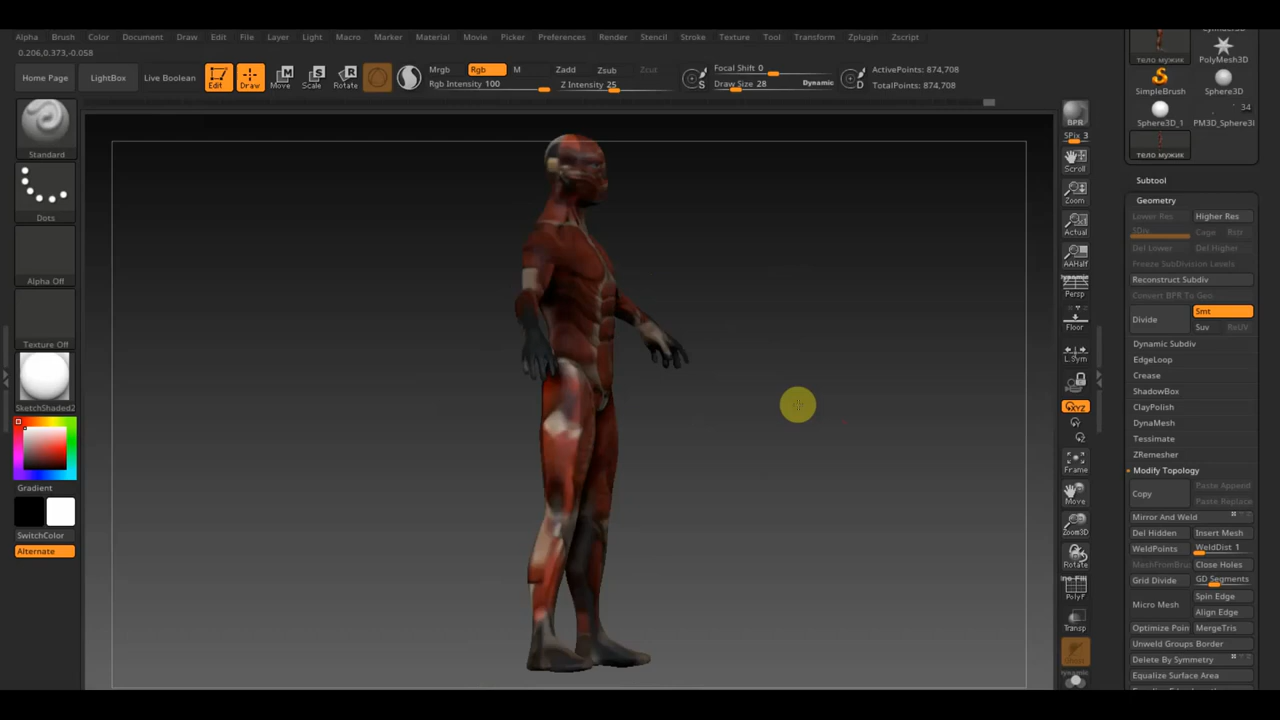 Alpha Brush Color Document Draw Edit File Layer Light Macro Marker Material Movie Picker Preferences Render Stencil Stroke Texture Tool Transform Zplugin Zscript
0.206,0.373,-0.058
Home Page
LightBox
Live Boolean
Edit
Draw
Move
Scale
Rotate
Mrgb
Rgb
M
Rgb Intensity 100
Zadd
Zsub
Zcut
Z Intensity 25
S
Focal Shift 0
Draw Size 28
Dynamic
D
ActivePoints: 874,708
TotalPoints: 874,708
Standard
Dots
Alpha Off
Texture Off
SketchShaded2
Gradient
SwitchColor
Alternate
BPR
SPix 3
Scroll
Zoom
Actual
AAHalf
Persp
Floor
L.Sym
XYZ
Frame
Move
Zoom3D
Rotate
PolyF
Transp
тело мужик
PolyMesh3D
SimpleBrush
Sphere3D
34
Sphere3D_1
PM3D_Sphere3i
тело мужик
Subtool
Geometry
Lower Res
Higher Res
SDiv
Cage
Rstr
Del Lower
Del Higher
Freeze SubDivision Levels
Reconstruct Subdiv
Convert BPR To Geo
Divide
Smt
Suv
ReUV
Dynamic Subdiv
EdgeLoop
Crease
ShadowBox
ClayPolish
DynaMesh
Tessimate
ZRemesher
Modify Topology
Copy
Paste Append
Paste Replace
Mirror And Weld
Del Hidden
Insert Mesh
WeldPoints
WeldDist 1
MeshFromBru
Close Holes
Grid Divide
GD Segments
Micro Mesh
Spin Edge
Align Edge
Optimize Poin
MergeTris
Unweld Groups Border
Delete By Symmetry
Equalize Surface Area